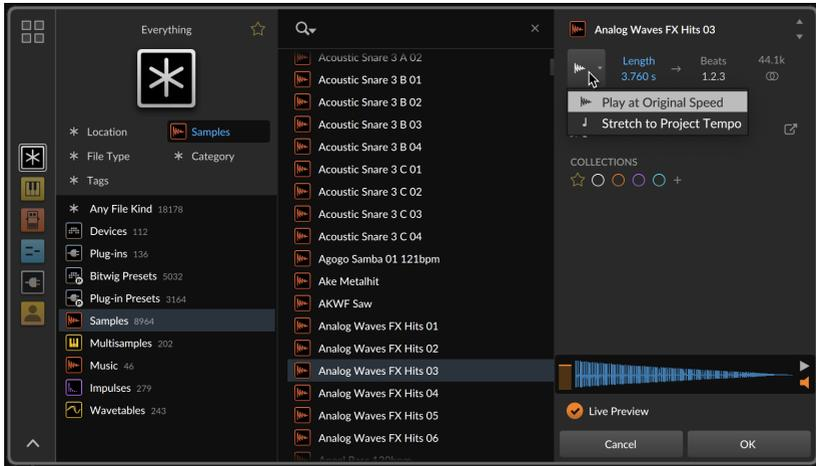 Everything
Location
Samples
File Type
Category
Tags
Any File Kind 18178
Devices 112
Plug-ins 136
Bitwig Presets 5032
Plug-in Presets 3164
Samples 8964
Multisamples 202
Music 46
Impulses 279
Wavetables 243
Acoustic Snare 3 A 02
Acoustic Snare 3 B 01
Acoustic Snare 3 B 02
Acoustic Snare 3 B 03
Acoustic Snare 3 B 04
Acoustic Snare 3 C 01
Acoustic Snare 3 C 02
Acoustic Snare 3 C 03
Acoustic Snare 3 C 04
Agogo Samba 01 121bpm
Ake Metalhit
AKWF Saw
Analog Waves FX Hits 01
Analog Waves FX Hits 02
Analog Waves FX Hits 03
Analog Waves FX Hits 04
Analog Waves FX Hits 05
Analog Waves FX Hits 06
Analog Waves FX Hits 03
Length → Beats 44.1k
3.760 s 1.2.3
Play at Original Speed
Stretch to Project Tempo
COLLECTIONS
Live Preview
Cancel
OK